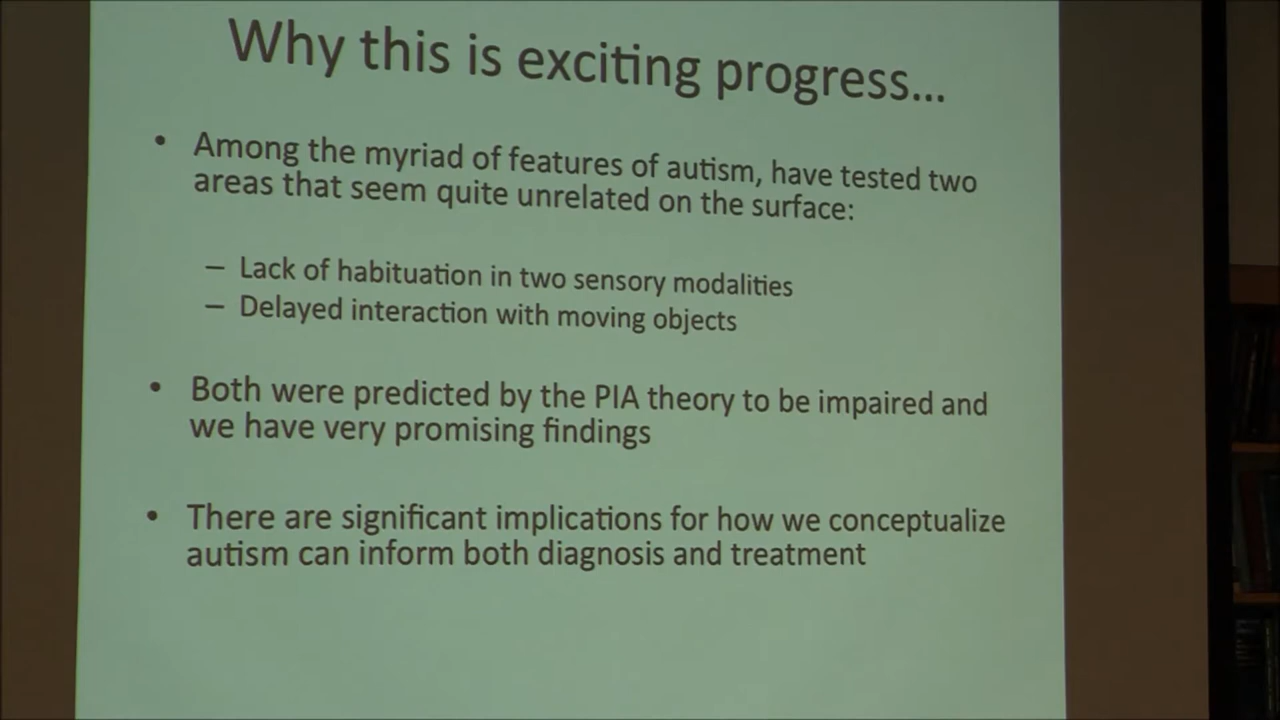 Why this is exciting progress...
• Among the myriad of features of autism, have tested two
areas that seem quite unrelated on the surface:
– Lack of habituation in two sensory modalities
– Delayed interaction with moving objects
• Both were predicted by the PIA theory to be impaired and
we have very promising findings
• There are significant implications for how we conceptualize
autism can inform both diagnosis and treatment